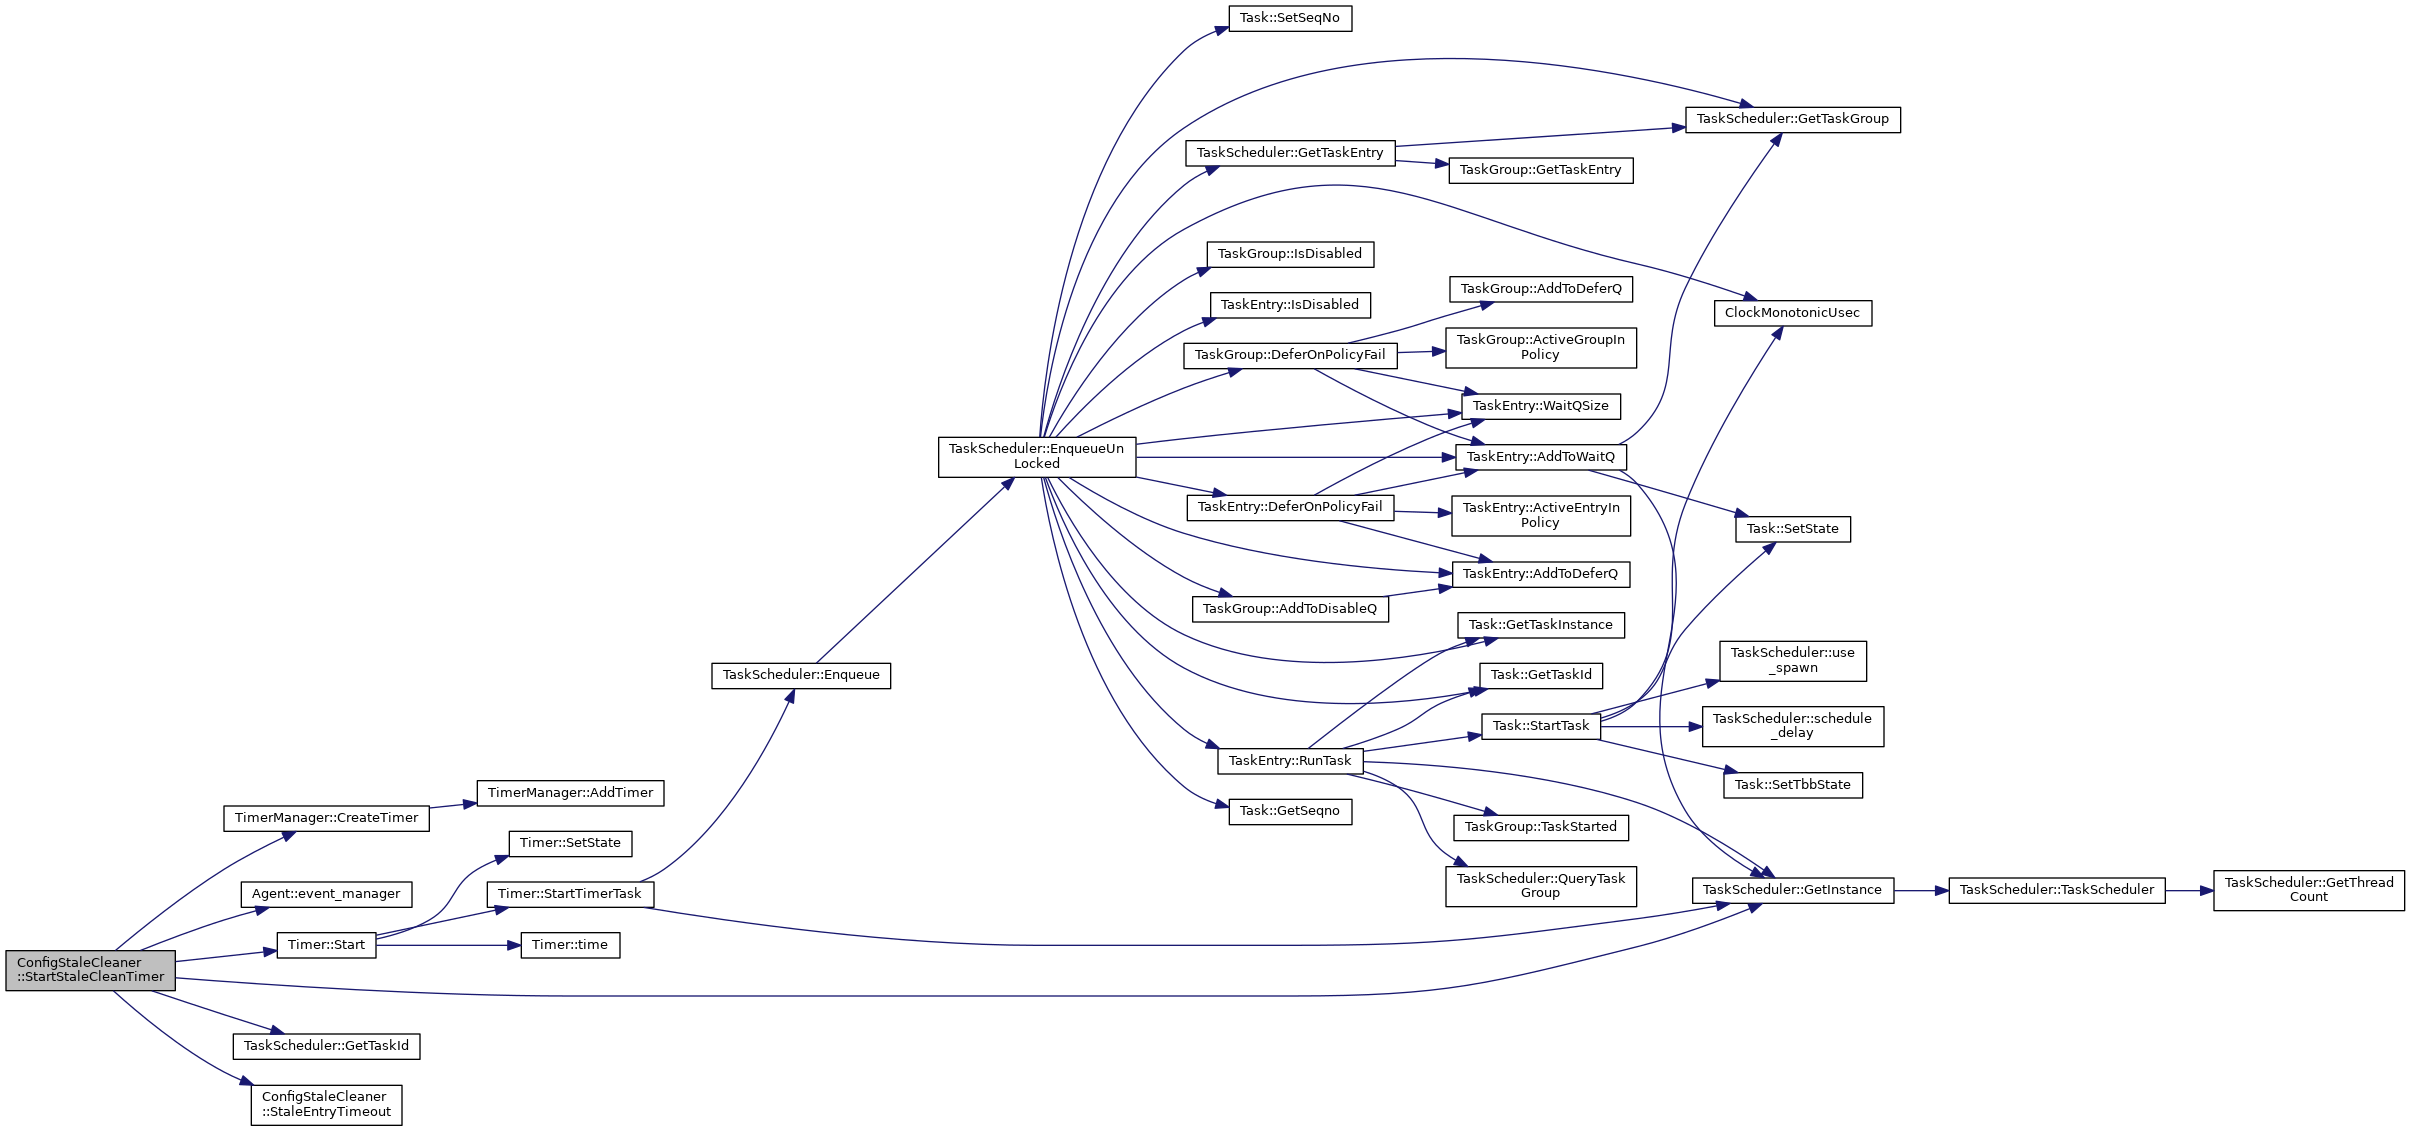 Task::SetSeqNo
TaskScheduler::GetTaskGroup
TaskScheduler::GetTaskEntry
TaskGroup::GetTaskEntry
TaskGroup::IsDisabled
TaskGroup::AddToDeferQ
TaskEntry::IsDisabled
ClockMonotonicUsec
TaskGroup::ActiveGroupIn
Policy
TaskGroup::DeferOnPolicyFail
TaskEntry::WaitQSize
TaskScheduler::EnqueueUn
Locked
TaskEntry::AddToWaitQ
TaskEntry::DeferOnPolicyFail
TaskEntry::ActiveEntryIn
Policy
Task::SetState
TaskEntry::AddToDeferQ
TaskGroup::AddToDisableQ
Task::GetTaskInstance
TaskScheduler::use
_spawn
TaskScheduler::Enqueue
Task::GetTaskId
Task::StartTask
TaskScheduler::schedule
_delay
TaskEntry::RunTask
Task::SetTbbState
TimerManager::AddTimer
TimerManager::CreateTimer
Task::GetSeqno
TaskGroup::TaskStarted
Timer::SetState
TaskScheduler::QueryTask
Group
Agent::event_manager
Timer::StartTimerTask
TaskScheduler::GetInstance
TaskScheduler::TaskScheduler
TaskScheduler::GetThread
Count
Timer::Start
Timer::time
ConfigStaleCleaner
::StartStaleCleanTimer
TaskScheduler::GetTaskId
ConfigStaleCleaner
::StaleEntryTimeout